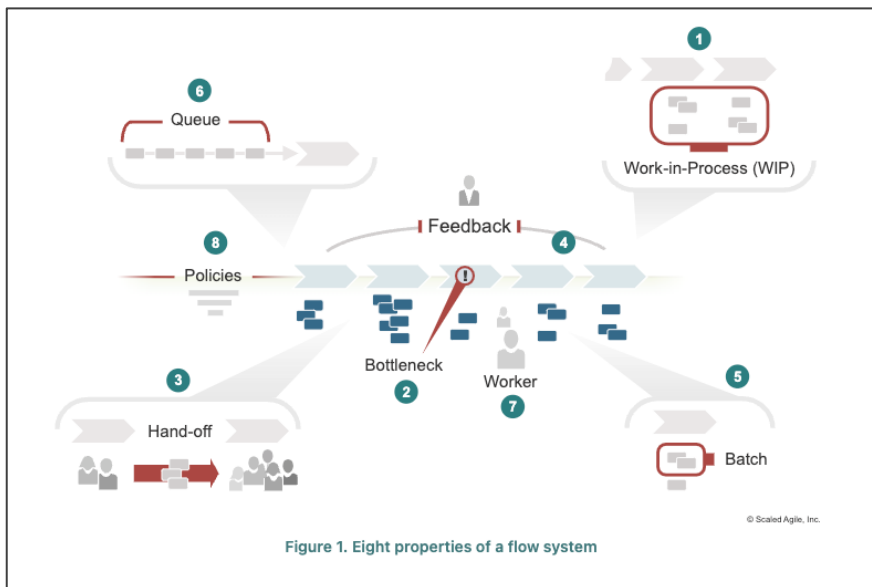 1
6
Queue
Work-in-Process (WIP)
Feedback
8
4
Policies
!
Bottleneck
2
Worker
7
3
Hand-off
5
Batch
© Scaled Agile, Inc.
Figure 1. Eight properties of a flow system